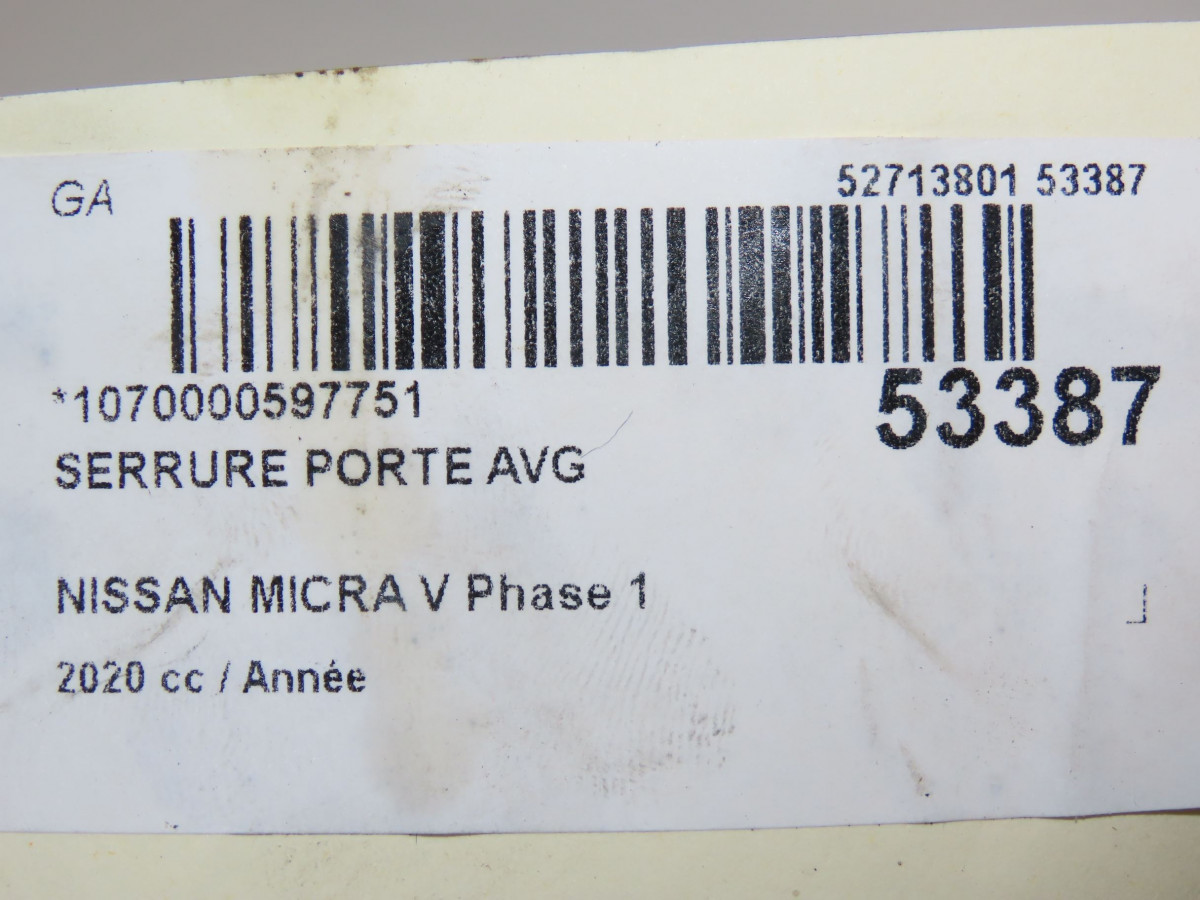 GA
52713801 53387
*1070000597751
53387
SERRURE PORTE AVG
NISSAN MICRA V Phase 1
2020 cc / Année